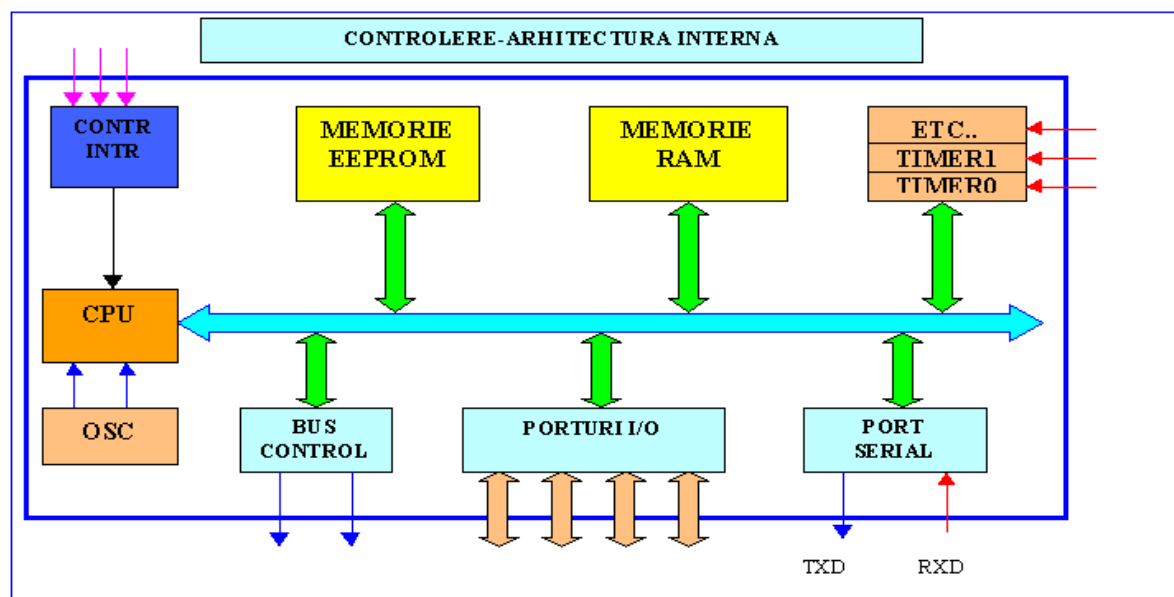 CONTROLERE-ARHITECTURA INTERNA
CONTR
INTR
MEMORIE
EEPROM
MEMORIE
RAM
ETC..
TIMER1
TIMER0
CPU
OSC
BUS
CONTROL
PORTURI I/O
PORT
SERIAL
TXD
RXD